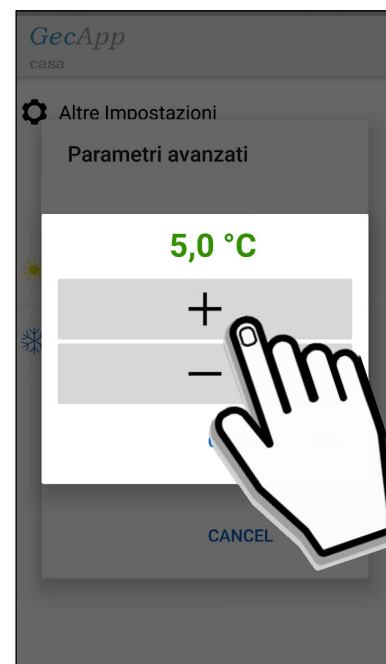 GecApp
casa
Altre Impostazioni
Parametri avanzati
5,0 °C
+
−
CANCEL